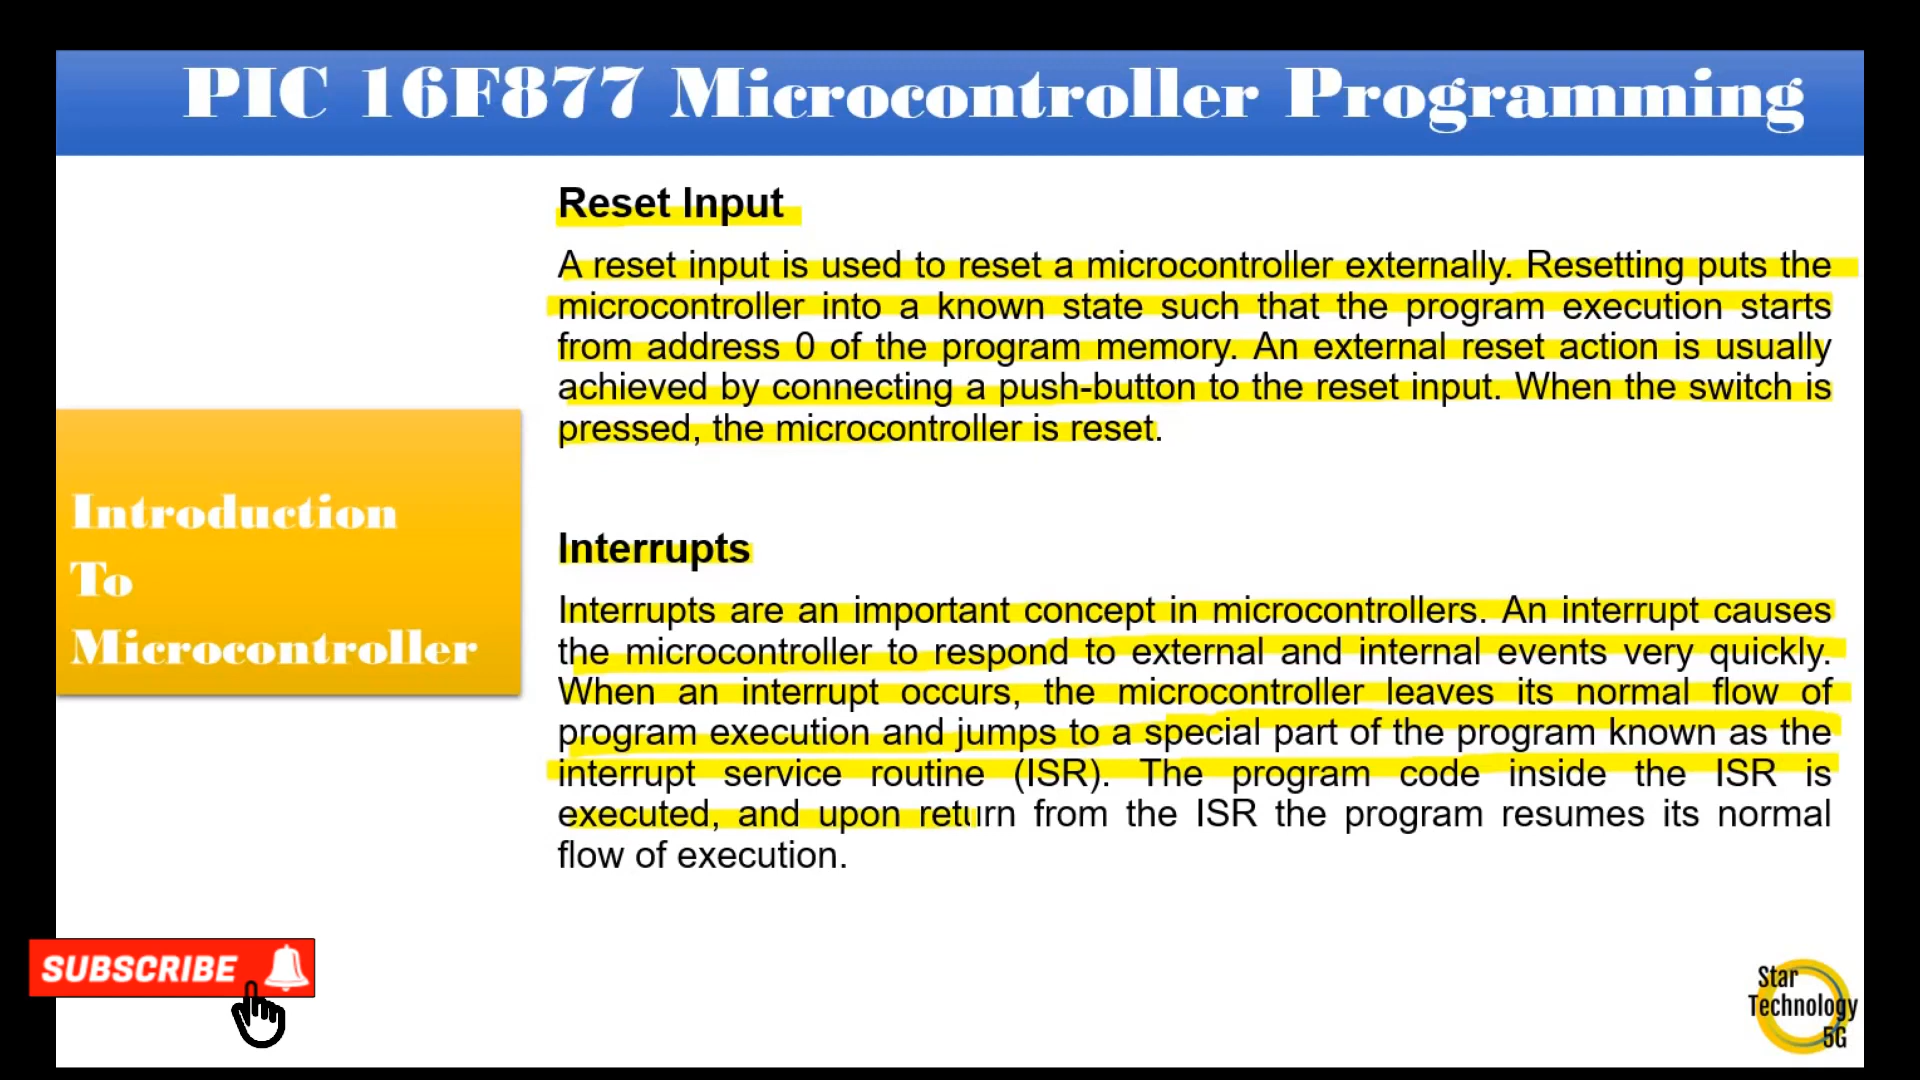 PIC 16F877 Microcontroller Programming
Reset Input
A reset input is used to reset a microcontroller externally. Resetting puts the
microcontroller into a known state such that the program execution starts
from address 0 of the program memory. An external reset action is usually
achieved by connecting a push-button to the reset input. When the switch is
pressed, the microcontroller is reset.
Introduction
To
Microcontroller
Interrupts
Interrupts are an important concept in microcontrollers. An interrupt causes
the microcontroller to respond to external and internal events very quickly.
When an interrupt occurs, the microcontroller leaves its normal flow of
program execution and jumps to a special part of the program known as the
interrupt service routine (ISR). The program code inside the ISR is
executed, and upon return from the ISR the program resumes its normal
flow of execution.
SUBSCRIBE
Star
Technology
5G